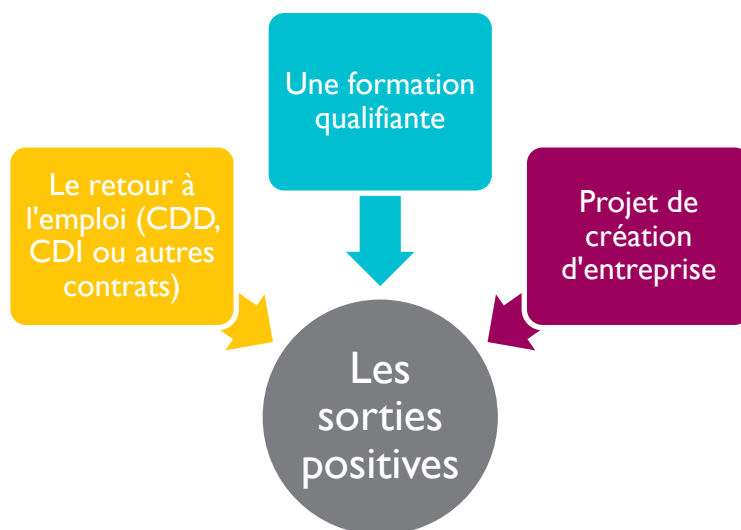 Une formation
qualifiante
Le retour à
l'emploi (CDD,
CDI ou autres
contrats)
Projet de
création
d'entreprise
Les
sorties
positives